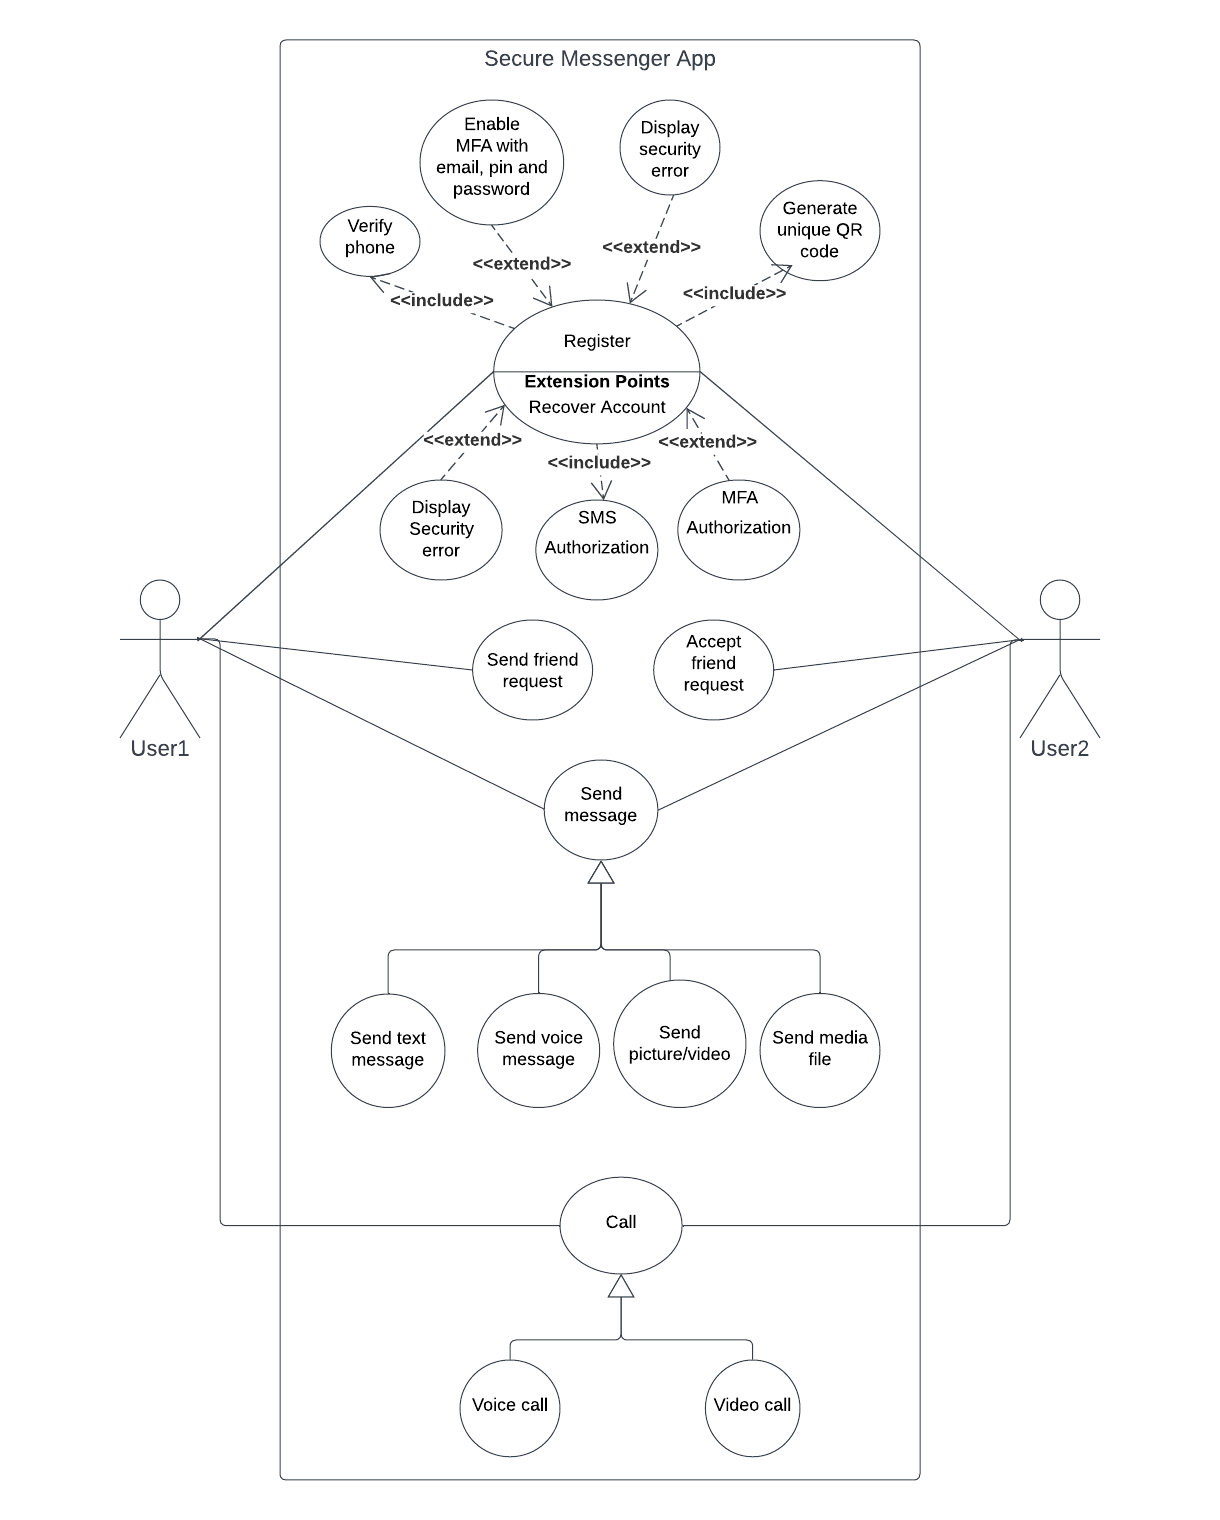 Secure Messenger App
Enable
MFA with
email, pin and
password
Display
security
error
Generate
unique QR
code
Verify
phone
<<extend>>
<<extend>>
<<include>>
<<include>>
Register
Extension Points
Recover Account
<<extend>>
<<include>>
<<extend>>
Display
Security
error
SMS
Authorization
MFA
Authorization
Send friend
request
Accept
friend
request
User1
User2
Send
message
Send text
message
Send voice
message
Send
picture/video
Send media
file
Call
Voice call
Video call